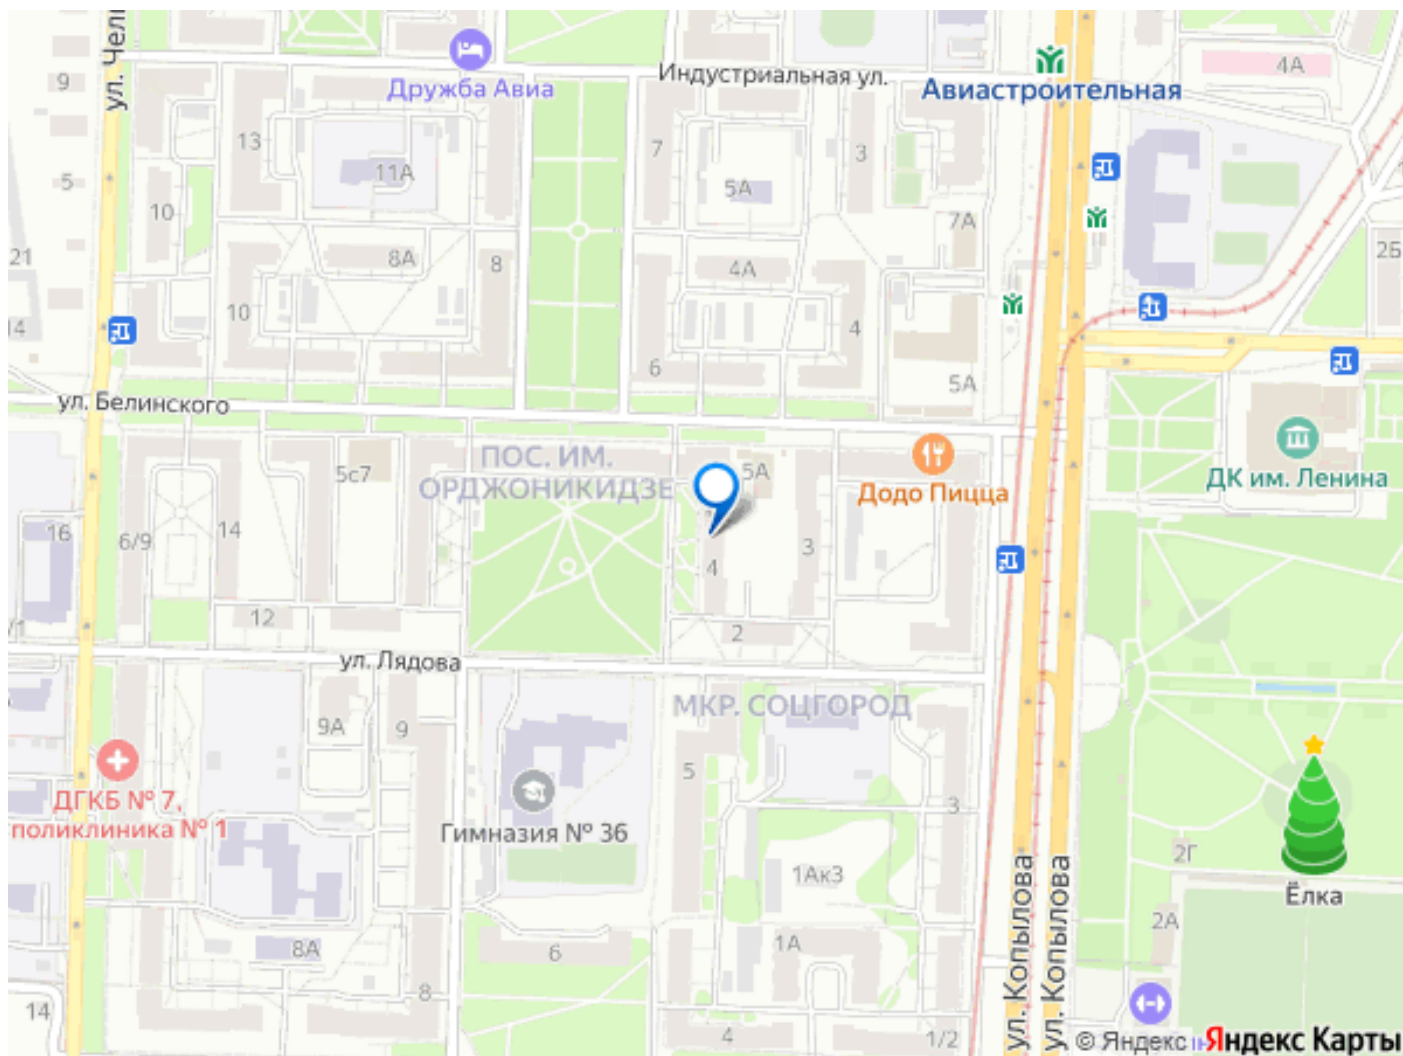 ул. Чел
9
Дружба Авиа
Индустриальная ул.
Авиастроительная
4А
13
11А
7
3
5А
5
10
7А
21
8А
8
4А
2Б
10
14
4
6
5А
ул. Белинского
ПОС. ИМ.
ОРДЖОНИКИДЗЕ
5с7
5А
Додо Пицца
ДК им. Ленина
16
6/9
14
3
4
12
2
/1
ул. Лядова
МКР. СОЦГОРОД
9А
9
5
3
ДГКБ № 7,
поликлиника № 1
Гимназия № 36
1Ак3
2Г
Ёлка
ул. Копылова
ул. Копылова
2А
8А
6
1А
8
14
4
1/2
© Яндекс
Яндекс Карты